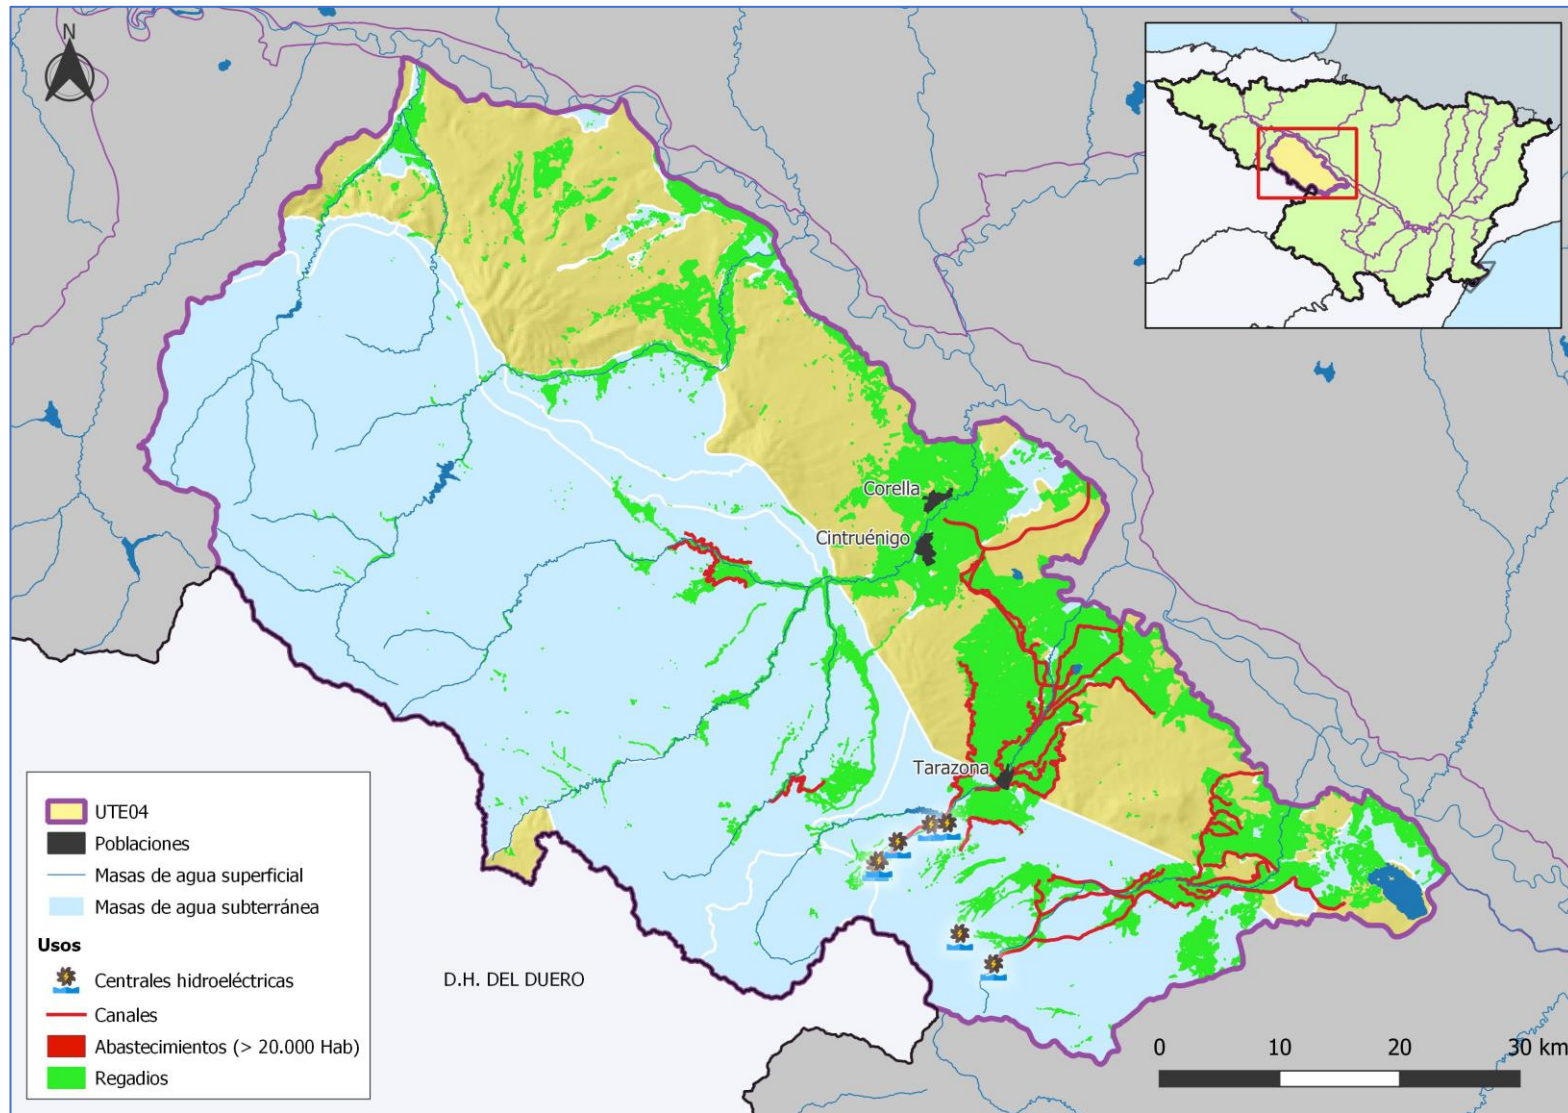 N
Corella
Cintruénigo
Tarazona
UTE04
Poblaciones
Masas de agua superficial
Masas de agua subterránea
Usos
Centrales hidroeléctricas
Canales
Abastecimientos (> 20.000 Hab)
Regadios
D.H. DEL DUERO
0 10 20 30 km